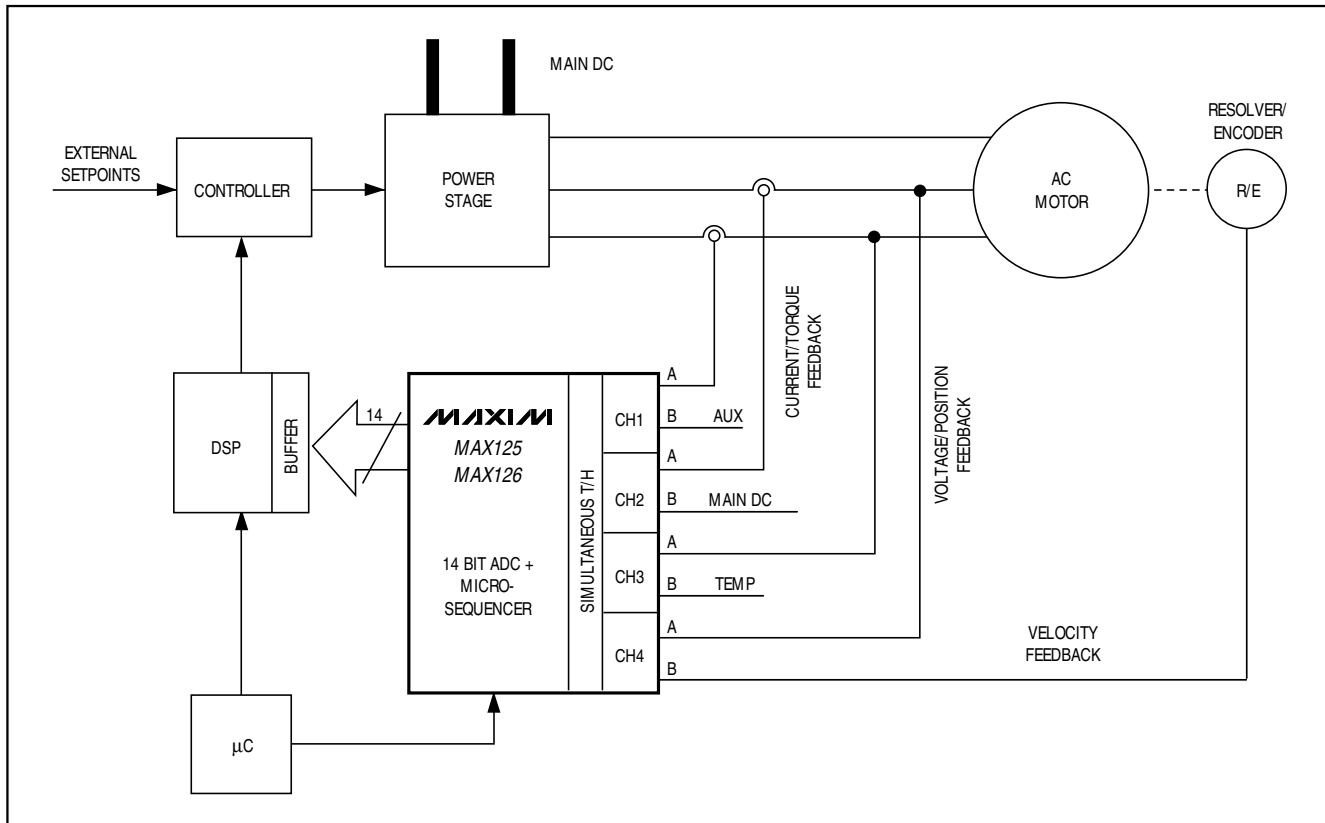 MAIN DC
RESOLVER/
ENCODER
EXTERNAL
SETPOINTS
CONTROLLER
POWER
STAGE
AC
MOTOR
R/E
CURRENT/TORQUE
FEEDBACK
VOLTAGE/POSITION
FEEDBACK
DSP
BUFFER
14
MAXIM
MAX125
MAX126
14 BIT ADC +
MICRO-
SEQUENCER
SIMULTANEOUS T/H
CH1
A
B
AUX
CH2
A
B
MAIN DC
CH3
A
B
TEMP
CH4
A
B
VELOCITY
FEEDBACK
μC